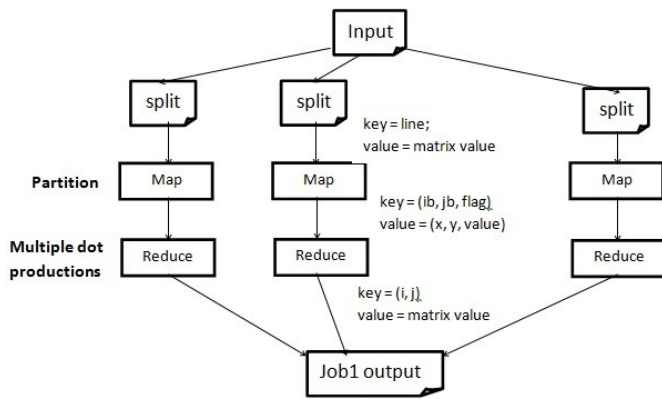 Input
split
split
split
key = line;
value = matrix value
Partition
Map
Map
Map
key = (ib, jb, flag)
value = (x, y, value)
Multiple dot
productions
Reduce
Reduce
Reduce
key = (i, j)
value = matrix value
Job1 output